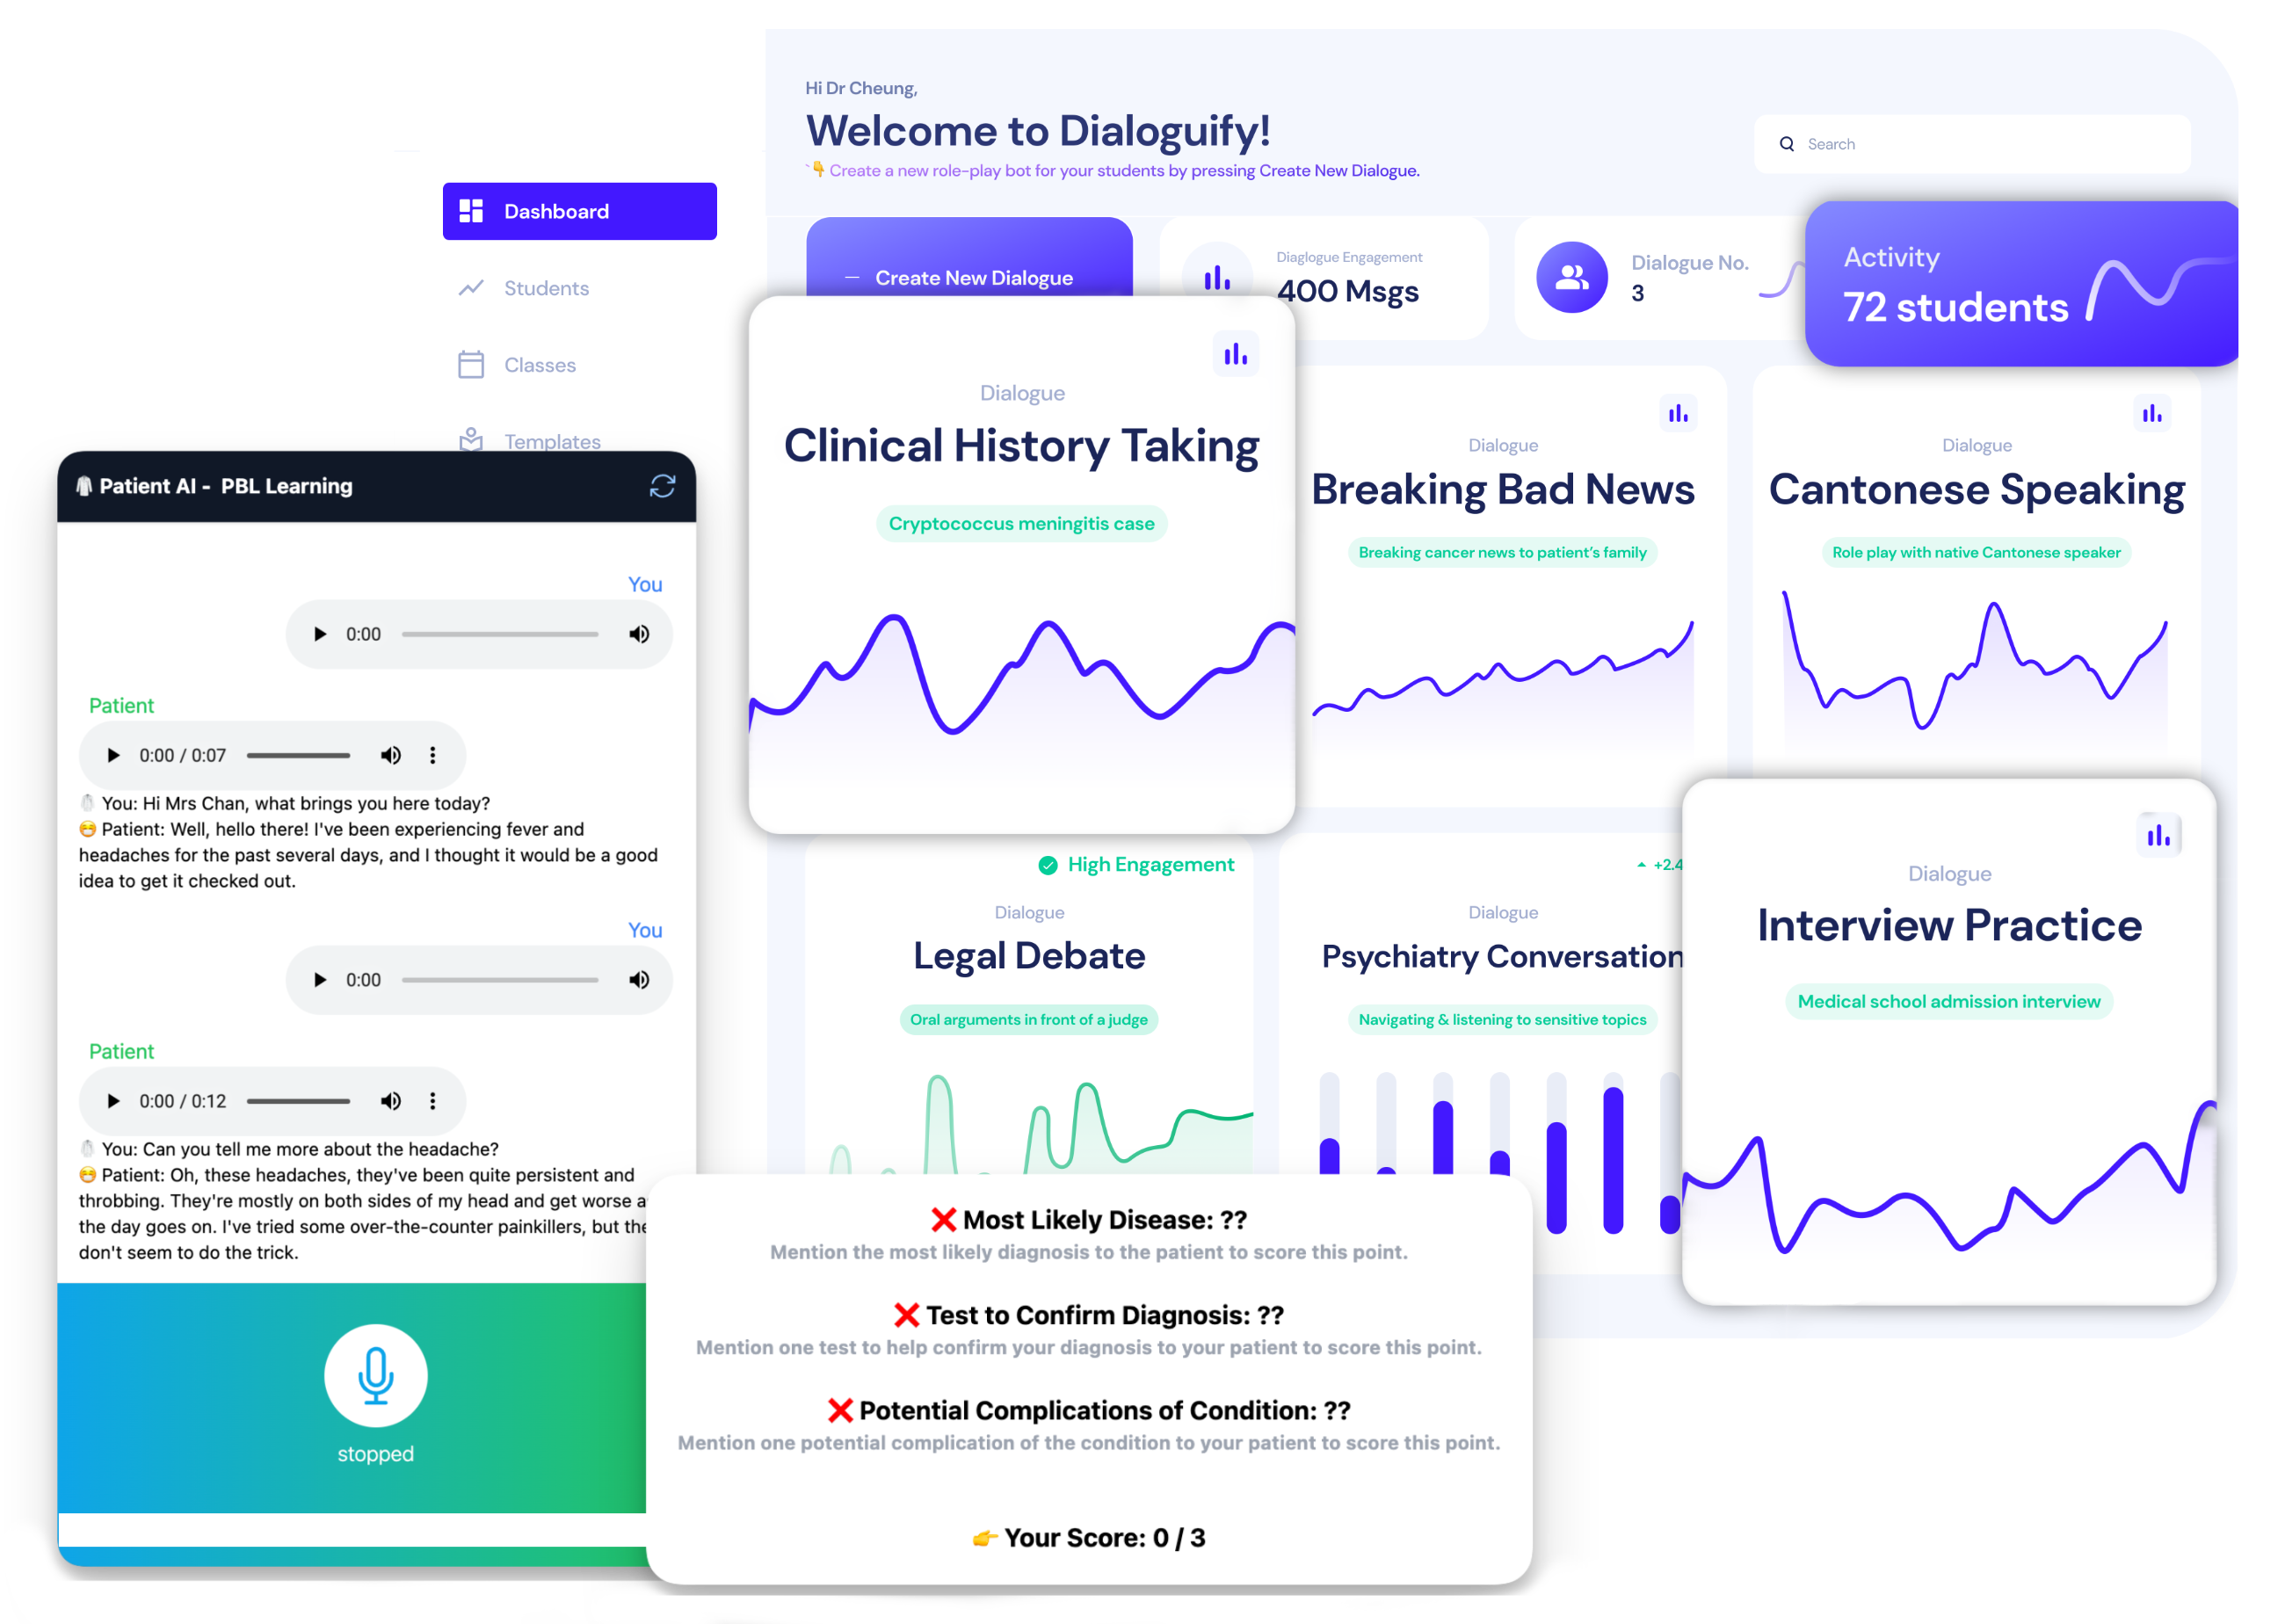 Hi Dr Cheung,
Welcome to Dialoguify!
`👇 Create a new role-play bot for your students by pressing Create New Dialogue.
Search
Dashboard
Students
Classes
Templates
Create New Dialogue
Diaglogue Engagement
400 Msgs
Dialogue No.
3
Activity
72 students
Dialogue
Clinical History Taking
Cryptococcus meningitis case
Dialogue
Breaking Bad News
Breaking cancer news to patient's family
Dialogue
Cantonese Speaking
Role play with native Cantonese speaker
High Engagement
Dialogue
Legal Debate
Oral arguments in front of a judge
+2.4
Dialogue
Psychiatry Conversation
Navigating & listening to sensitive topics
Dialogue
Interview Practice
Medical school admission interview
Patient AI - PBL Learning
You
0:00
Patient
0:00 / 0:07
You: Hi Mrs Chan, what brings you here today?
😷 Patient: Well, hello there! I've been experiencing fever and
headaches for the past several days, and I thought it would be a good
idea to get it checked out.
You
0:00
Patient
0:00 / 0:12
You: Can you tell me more about the headache?
😷 Patient: Oh, these headaches, they've been quite persistent and
throbbing. They're mostly on both sides of my head and get worse
the day goes on. I've tried some over-the-counter painkillers, but
don't seem to do the trick.
stopped
❌ Most Likely Disease: ??
Mention the most likely diagnosis to the patient to score this point.
❌ Test to Confirm Diagnosis: ??
Mention one test to help confirm your diagnosis to your patient to score this point.
❌ Potential Complications of Condition: ??
Mention one potential complication of the condition to your patient to score this point.
👉 Your Score: 0 / 3